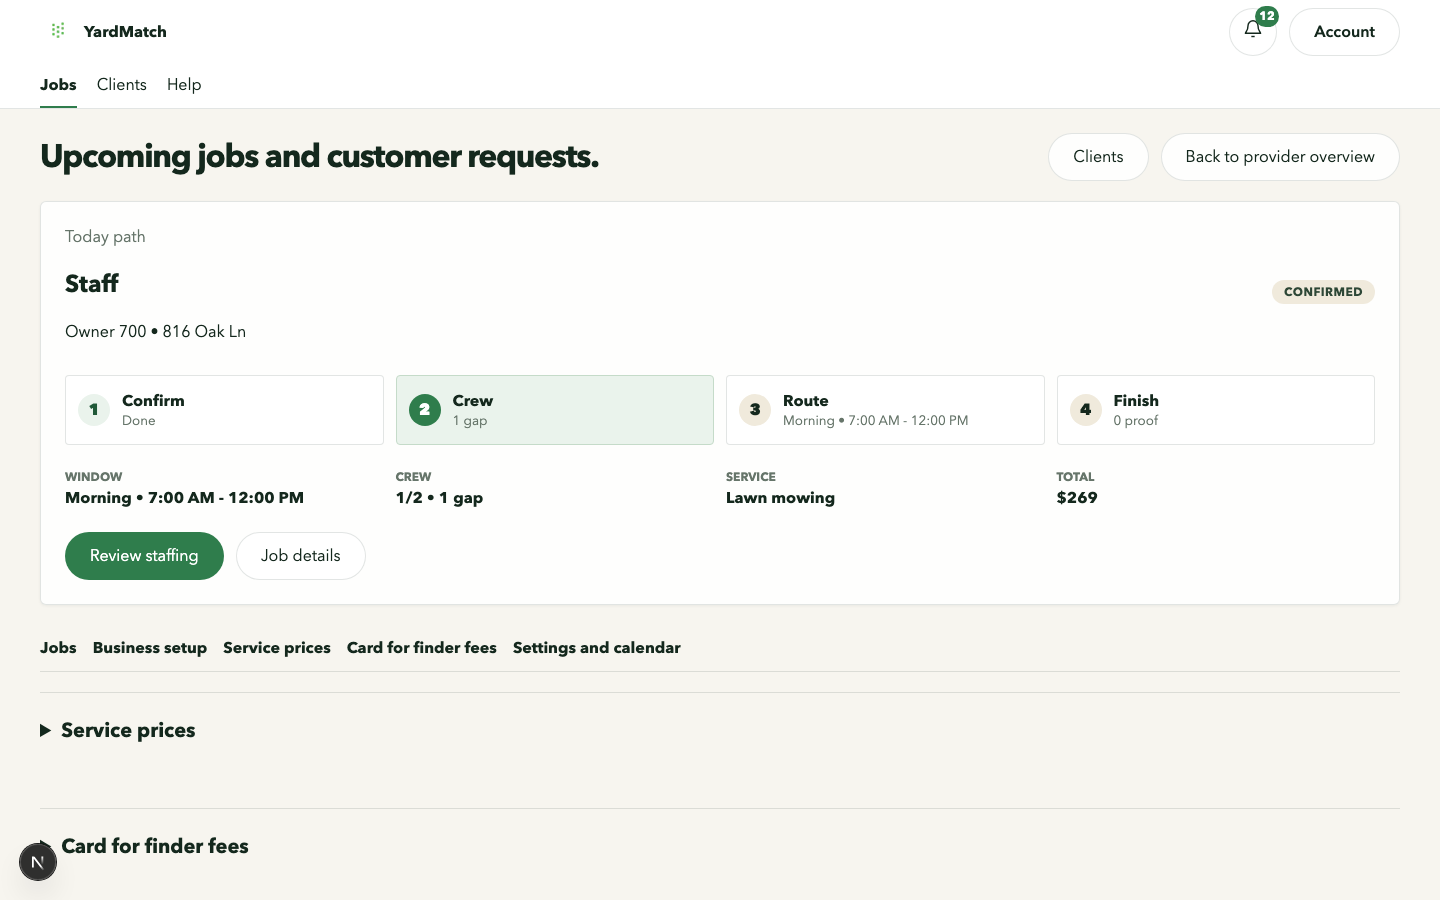 YardMatch
12
Account
Jobs Clients Help
Upcoming jobs and customer requests.
Clients
Back to provider overview
Today path
Staff
CONFIRMED
Owner 700 • 816 Oak Ln
1 Confirm
Done
2 Crew
1 gap
3 Route
Morning • 7:00 AM - 12:00 PM
4 Finish
0 proof
WINDOW
Morning • 7:00 AM - 12:00 PM
CREW
1/2 • 1 gap
SERVICE
Lawn mowing
TOTAL
$269
Review staffing
Job details
Jobs Business setup Service prices Card for finder fees Settings and calendar
Service prices
Card for finder fees
N